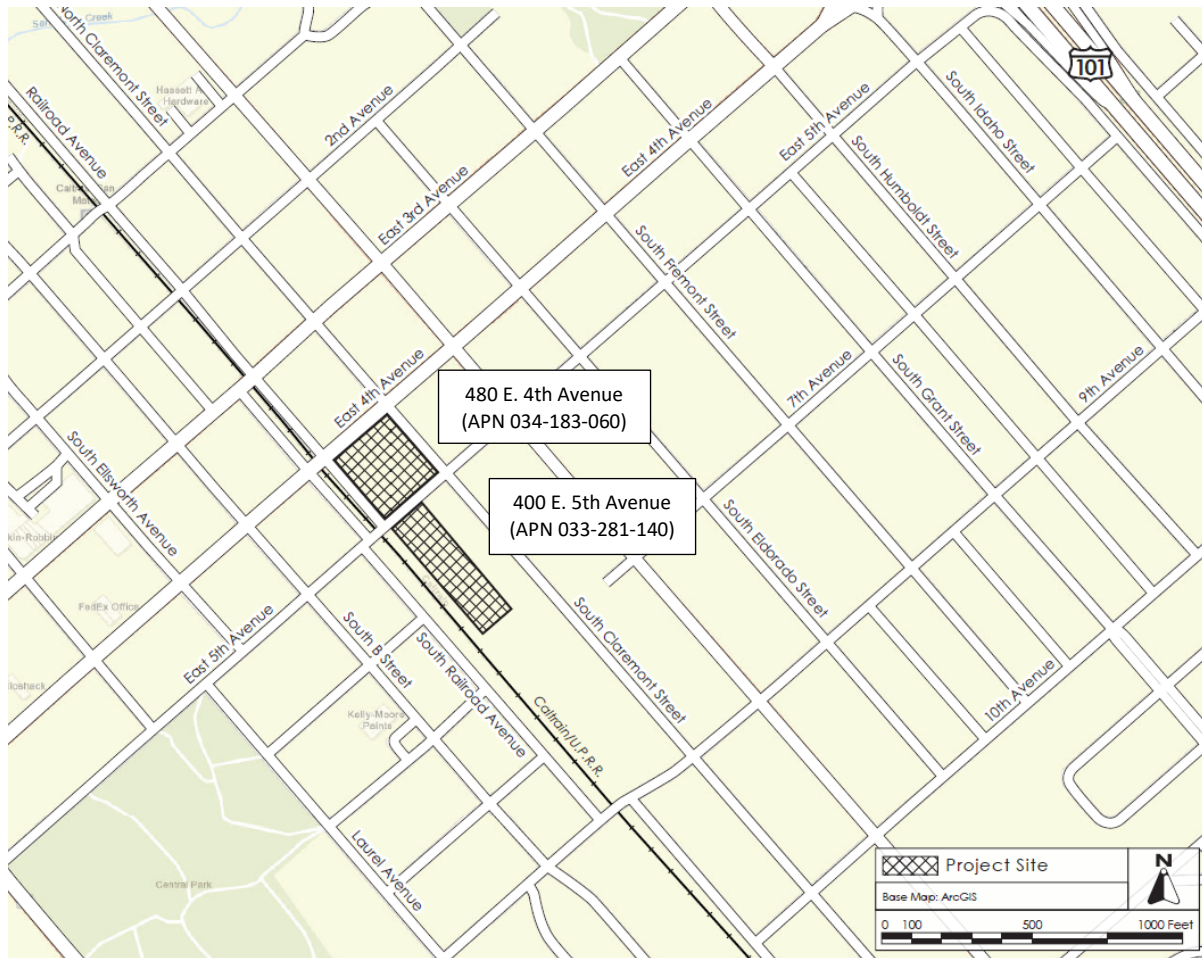 North Claremont Street
Creek
101
Railroad Avenue
Hassett
Hardware
P.R.R.
2nd Avenue
East 4th Avenue
East 5th Avenue
South Idaho Street
South Humboldt Street
East 3rd Avenue
South Fremont Street
7th Avenue
South Grant Street
9th Avenue
East 4th Avenue
480 E. 4th Avenue
(APN 034-183-060)
400 E. 5th Avenue
(APN 033-281-140)
South Ellsworth Avenue
South Eldorado Street
FedEx Office
East 5th Avenue
South B Street
South Railroad Avenue
South Claremont Street
10th Avenue
Kelly-Moore
Paints
Caltrain/U.P.R.R.
Laurel Avenue
Central Park
Project Site
N
Base Map: ArcGIS
0 100 500 1000 Feet